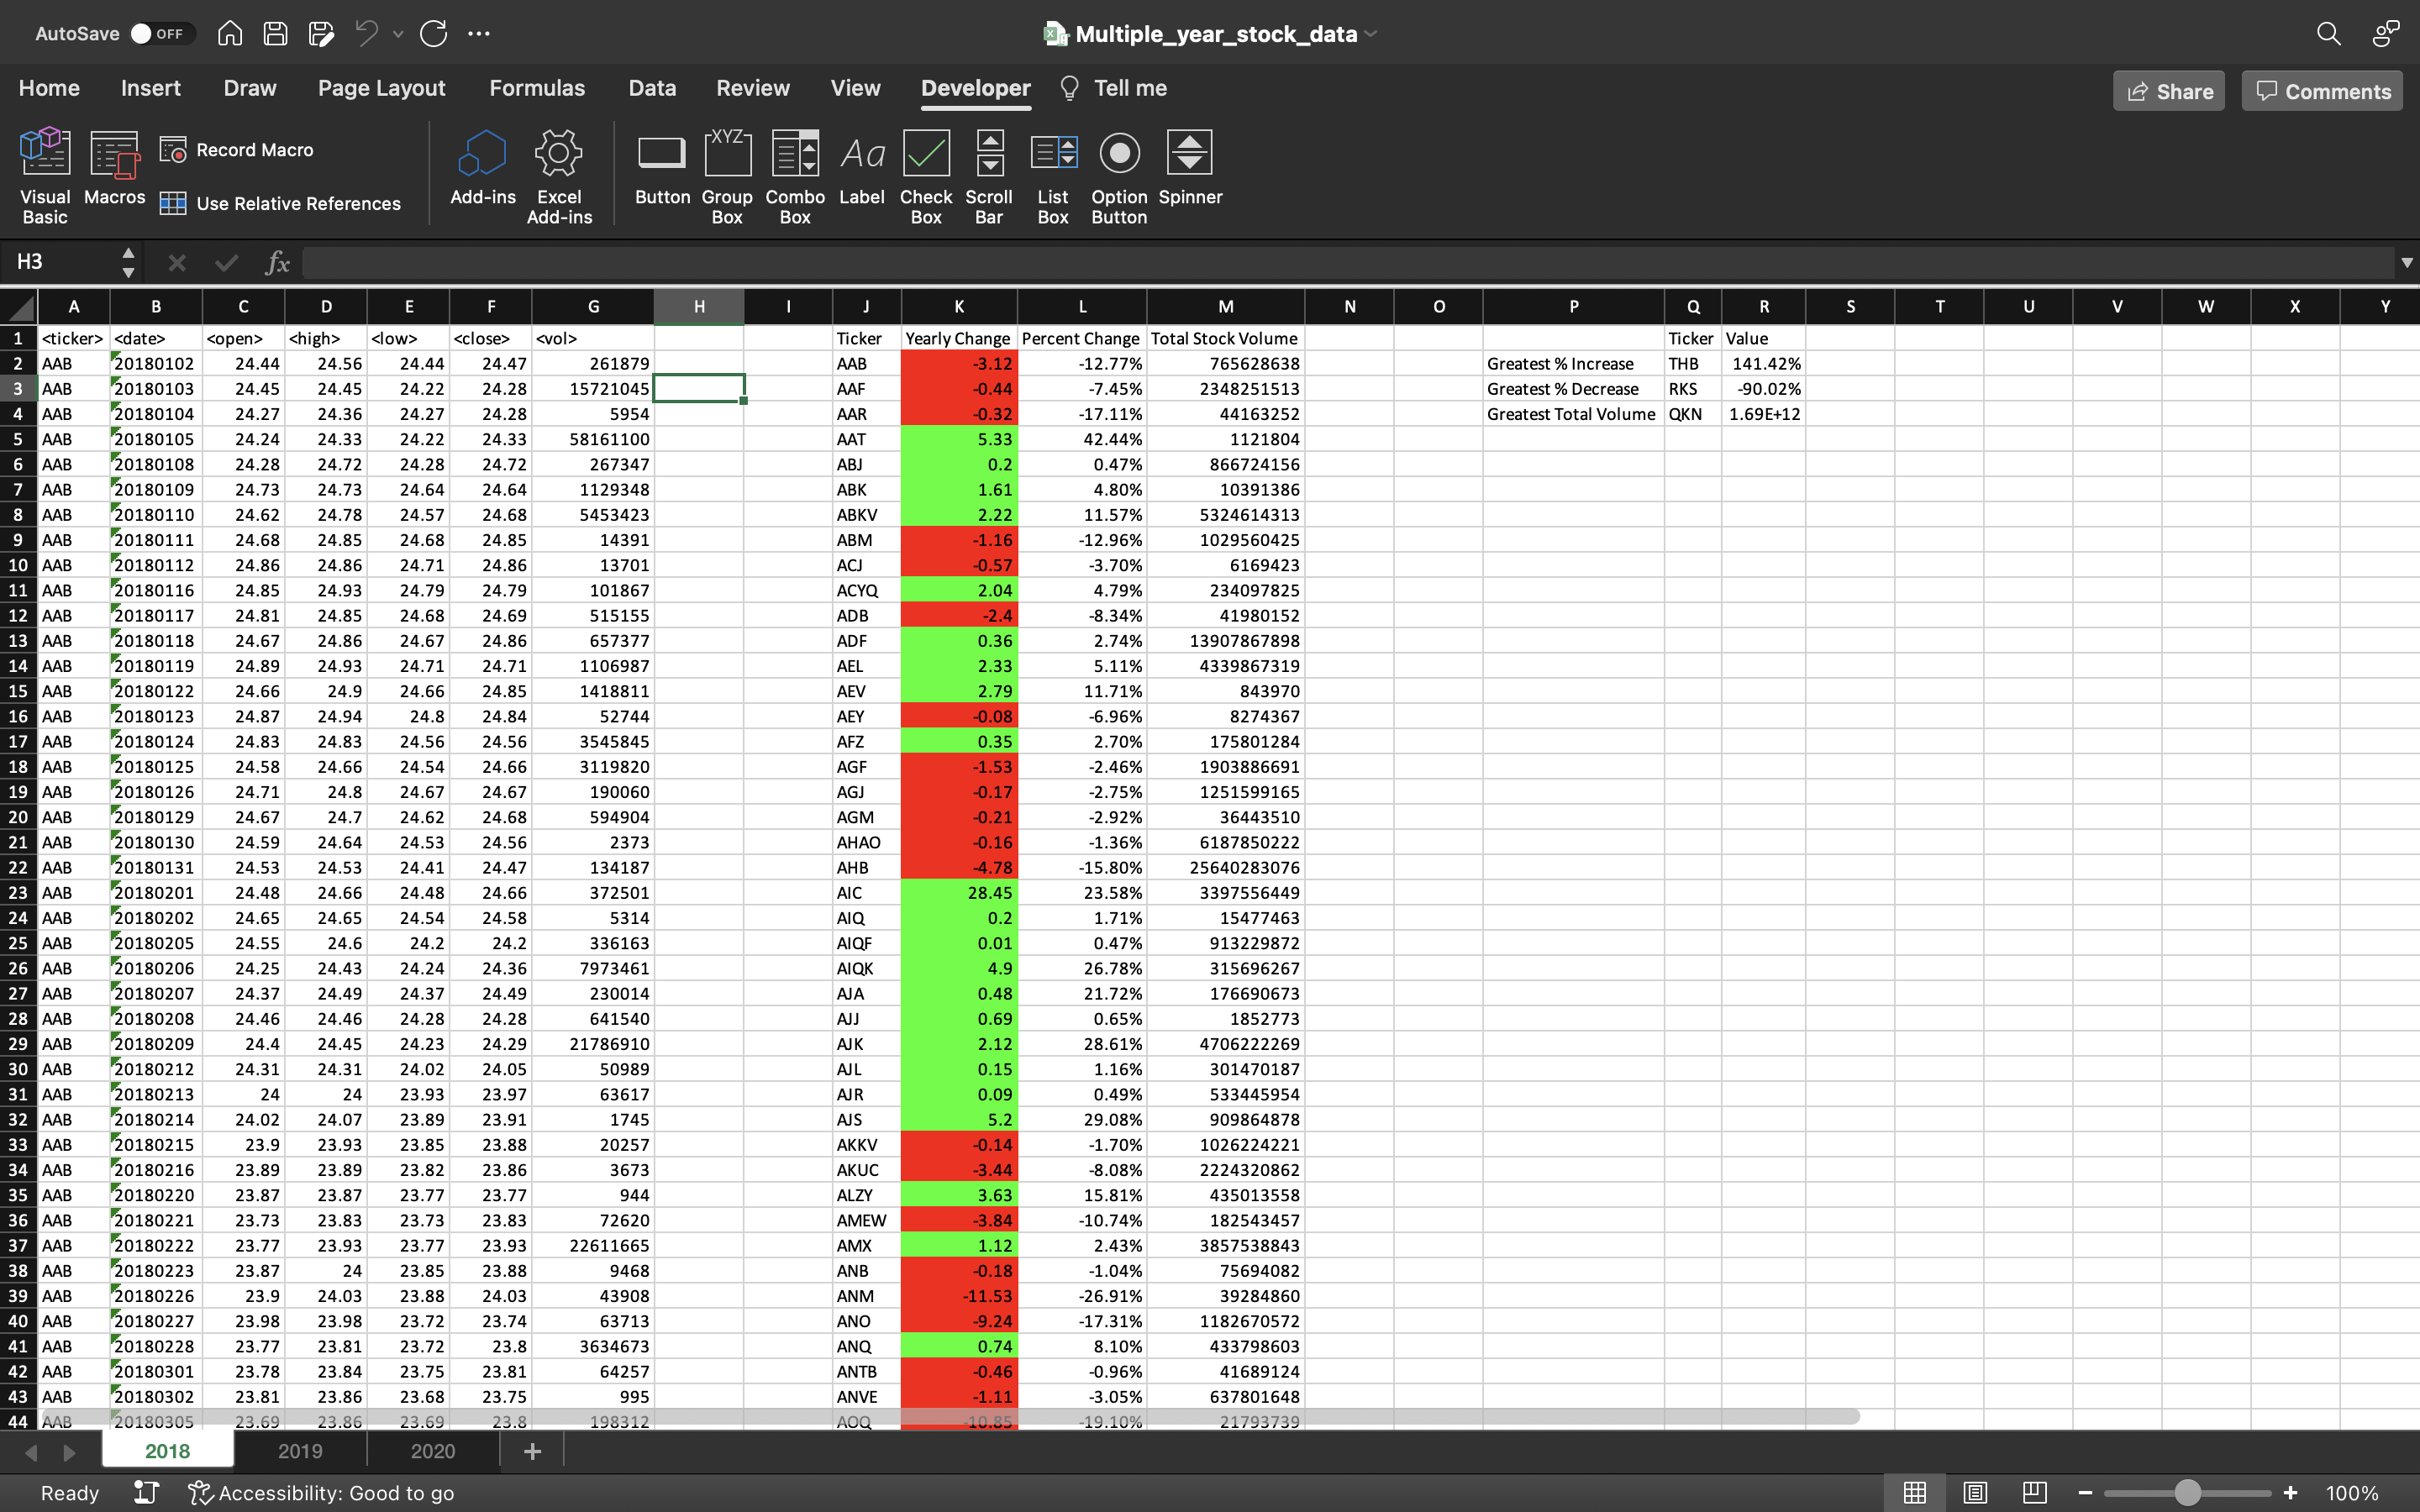 AutoSave OFF Multiple_year_stock_data
Home Insert Draw Page Layout Formulas Data Review View Developer Tell me Share Comments
Visual Basic Macros Record Macro Use Relative References Add-ins Excel Add-ins Button XYZ Group Box Combo Box Aa Label Check Box Scroll Bar List Box Option Button Spinner
H3 fx
A B C D E F G H I J K L M N O P Q R S T U V W X Y
1 <ticker> <date> <open> <high> <low> <close> <vol> Ticker Yearly Change Percent Change Total Stock Volume Ticker Value
2 AAB 20180102 24.44 24.56 24.44 24.47 261879 AAB -3.12 -12.77% 765628638 Greatest % Increase THB 141.42%
3 AAB 20180103 24.45 24.45 24.22 24.28 15721045 AAF -0.44 -7.45% 2348251513 Greatest % Decrease RKS -90.02%
4 AAB 20180104 24.27 24.36 24.27 24.28 5954 AAR -0.32 -17.11% 44163252 Greatest Total Volume QKN 1.69E+12
5 AAB 20180105 24.24 24.33 24.22 24.33 58161100 AAT 5.33 42.44% 1121804
6 AAB 20180108 24.28 24.72 24.28 24.72 267347 ABJ 0.2 0.47% 866724156
7 AAB 20180109 24.73 24.73 24.64 24.64 1129348 ABK 1.61 4.80% 10391386
8 AAB 20180110 24.62 24.78 24.57 24.68 5453423 ABKV 2.22 11.57% 5324614313
9 AAB 20180111 24.68 24.85 24.68 24.85 14391 ABM -1.16 -12.96% 1029560425
10 AAB 20180112 24.86 24.86 24.71 24.86 13701 ACJ -0.57 -3.70% 6169423
11 AAB 20180116 24.85 24.93 24.79 24.79 101867 ACYQ 2.04 4.79% 234097825
12 AAB 20180117 24.81 24.85 24.68 24.69 515155 ADB -2.4 -8.34% 41980152
13 AAB 20180118 24.67 24.86 24.67 24.86 657377 ADF 0.36 2.74% 13907867898
14 AAB 20180119 24.89 24.93 24.71 24.71 1106987 AEL 2.33 5.11% 4339867319
15 AAB 20180122 24.66 24.9 24.66 24.85 1418811 AEV 2.79 11.71% 843970
16 AAB 20180123 24.87 24.94 24.8 24.84 52744 AEY -0.08 -6.96% 8274367
17 AAB 20180124 24.83 24.83 24.56 24.56 3545845 AFZ 0.35 2.70% 175801284
18 AAB 20180125 24.58 24.66 24.54 24.66 3119820 AGF -1.53 -2.46% 1903886691
19 AAB 20180126 24.71 24.8 24.67 24.67 190060 AGJ -0.17 -2.75% 1251599165
20 AAB 20180129 24.67 24.7 24.62 24.68 594904 AGM -0.21 -2.92% 36443510
21 AAB 20180130 24.59 24.64 24.53 24.56 2373 AHAO -0.16 -1.36% 6187850222
22 AAB 20180131 24.53 24.53 24.41 24.47 134187 AHB -4.78 -15.80% 25640283076
23 AAB 20180201 24.48 24.66 24.48 24.66 372501 AIC 28.45 23.58% 3397556449
24 AAB 20180202 24.65 24.65 24.54 24.58 5314 AIQ 0.2 1.71% 15477463
25 AAB 20180205 24.55 24.6 24.2 24.2 336163 AIQF 0.01 0.47% 913229872
26 AAB 20180206 24.25 24.43 24.24 24.36 7973461 AIQK 4.9 26.78% 315696267
27 AAB 20180207 24.37 24.49 24.37 24.49 230014 AJA 0.48 21.72% 176690673
28 AAB 20180208 24.46 24.46 24.28 24.28 641540 AJJ 0.69 0.65% 1852773
29 AAB 20180209 24.4 24.45 24.23 24.29 21786910 AJK 2.12 28.61% 4706222269
30 AAB 20180212 24.31 24.31 24.02 24.05 50989 AJL 0.15 1.16% 301470187
31 AAB 20180213 24 24 23.93 23.97 63617 AJR 0.09 0.49% 533445954
32 AAB 20180214 24.02 24.07 23.89 23.91 1745 AJS 5.2 29.08% 909864878
33 AAB 20180215 23.9 23.93 23.85 23.88 20257 AKKV -0.14 -1.70% 1026224221
34 AAB 20180216 23.89 23.89 23.82 23.86 3673 AKUC -3.44 -8.08% 2224320862
35 AAB 20180220 23.87 23.87 23.77 23.77 944 ALZY 3.63 15.81% 435013558
36 AAB 20180221 23.73 23.83 23.73 23.83 72620 AMEW -3.84 -10.74% 182543457
37 AAB 20180222 23.77 23.93 23.77 23.93 22611665 AMX 1.12 2.43% 3857538843
38 AAB 20180223 23.87 24 23.85 23.88 9468 ANB -0.18 -1.04% 75694082
39 AAB 20180226 23.9 24.03 23.88 24.03 43908 ANM -11.53 -26.91% 39284860
40 AAB 20180227 23.98 23.98 23.72 23.74 63713 ANO -9.24 -17.31% 1182670572
41 AAB 20180228 23.77 23.81 23.72 23.8 3634673 ANQ 0.74 8.10% 433798603
42 AAB 20180301 23.78 23.84 23.75 23.81 64257 ANTB -0.46 -0.96% 41689124
43 AAB 20180302 23.81 23.86 23.68 23.75 995 ANVE -1.11 -3.05% 637801648
44 AAB 20180305 23.69 23.86 23.69 23.8 198312 AOQ -10.85 -19.10% 21793739
2018 2019 2020 +
Ready Accessibility: Good to go 100%